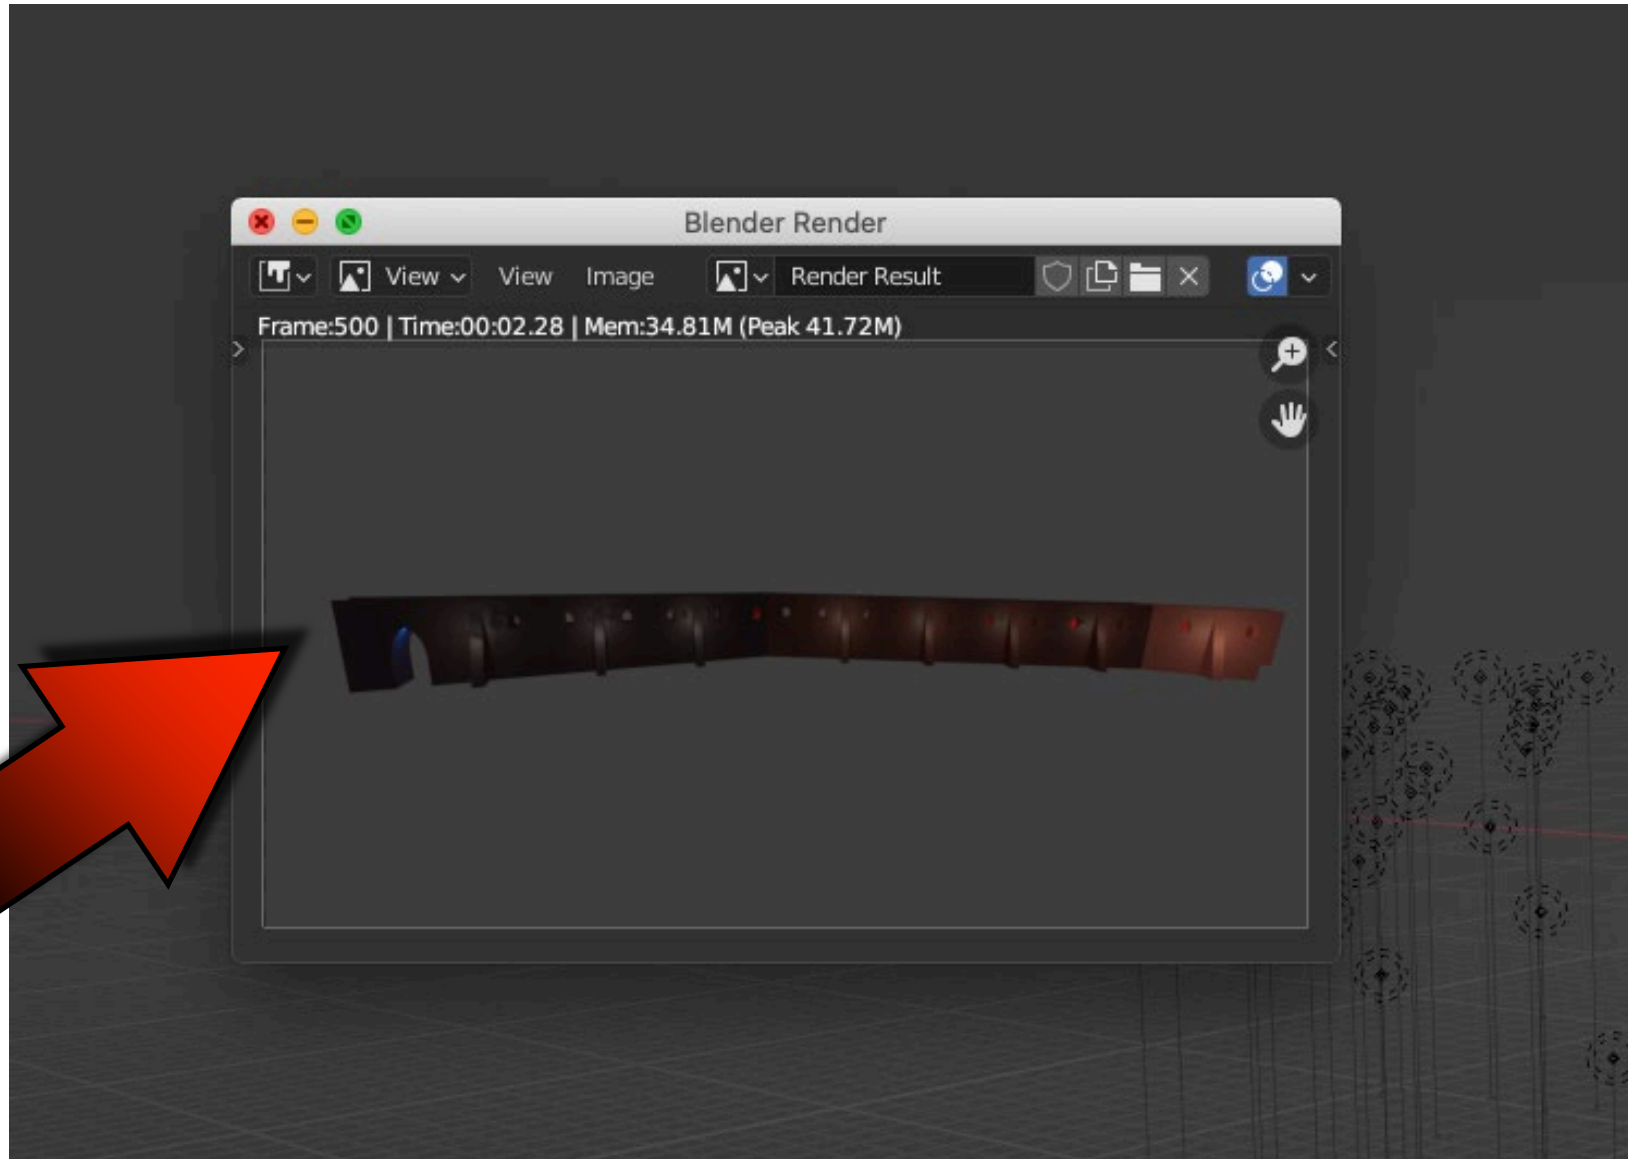 Blender Render
View View Image Render Result
Frame:500 | Time:00:02.28 | Mem:34.81M (Peak 41.72M)